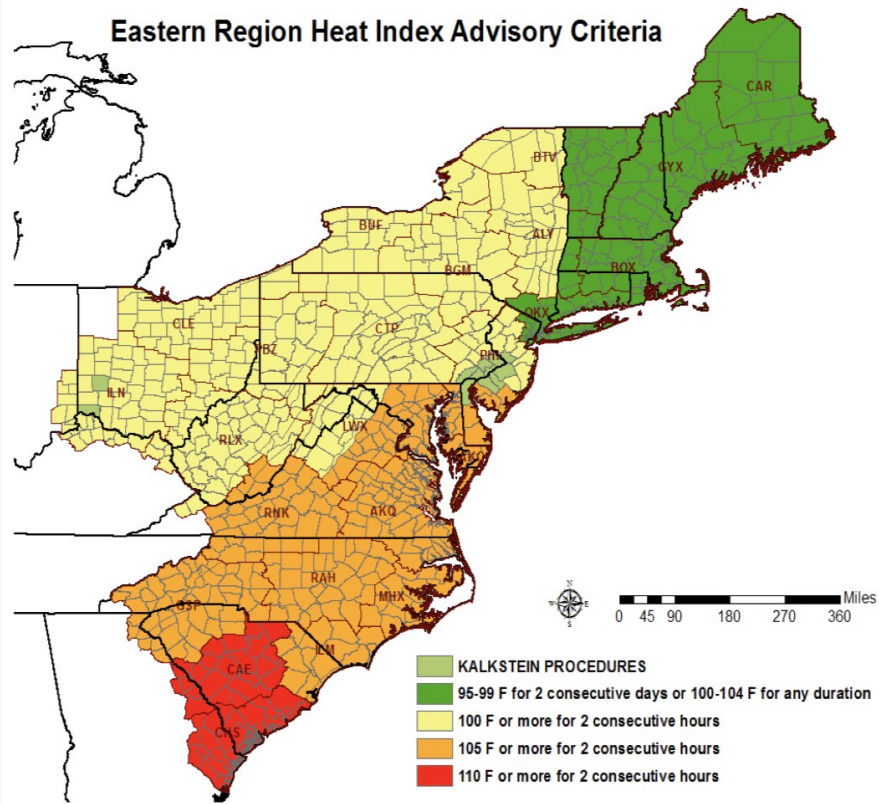 Eastern Region Heat Index Advisory Criteria
CAR
BTV
GYX
BUF
ALY
BGM
BOX
OKX
CLE
CTP
PBZ
PHI
ILN
LWX
RLX
AKQ
RNK
AKQ
RAH
MHX
GSP
ILM
CAE
CHS
N
W E
S
Miles
0 45 90 180 270 360
KALKSTEIN PROCEDURES
95-99 F for 2 consecutive days or 100-104 F for any duration
100 F or more for 2 consecutive hours
105 F or more for 2 consecutive hours
110 F or more for 2 consecutive hours